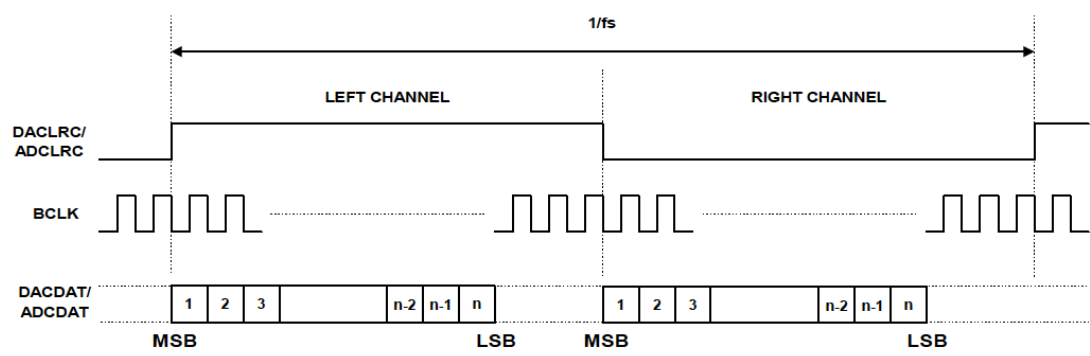 1/fs
LEFT CHANNEL RIGHT CHANNEL
DACLRC/
ADCLRC
BCLK
DACDAT/
ADCDAT
1 2 3 n-2 n-1 n 1 2 3 n-2 n-1 n
MSB LSB MSB LSB